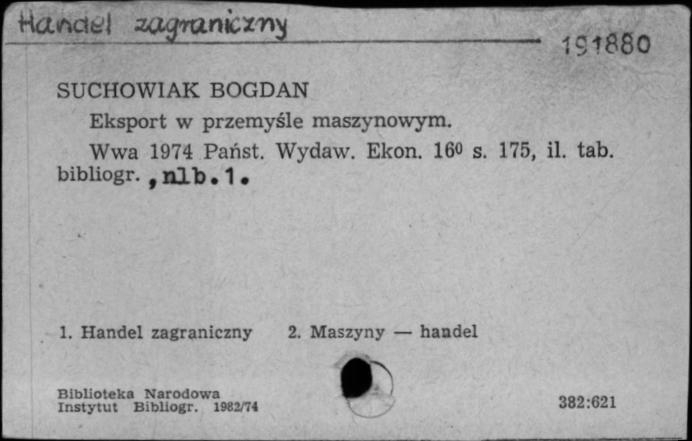 Handel zagraniczny
191880
SUCHOWIAK BOGDAN
Eksport w przemyśle maszynowym.
Wwa 1974 Państ. Wydaw. Ekon. 16⁰ s. 175, il. tab.
bibliogr. , nlb. 1.
1. Handel zagraniczny 2. Maszyny — handel
Biblioteka Narodowa
Instytut Bibliogr. 1982/74
382:621